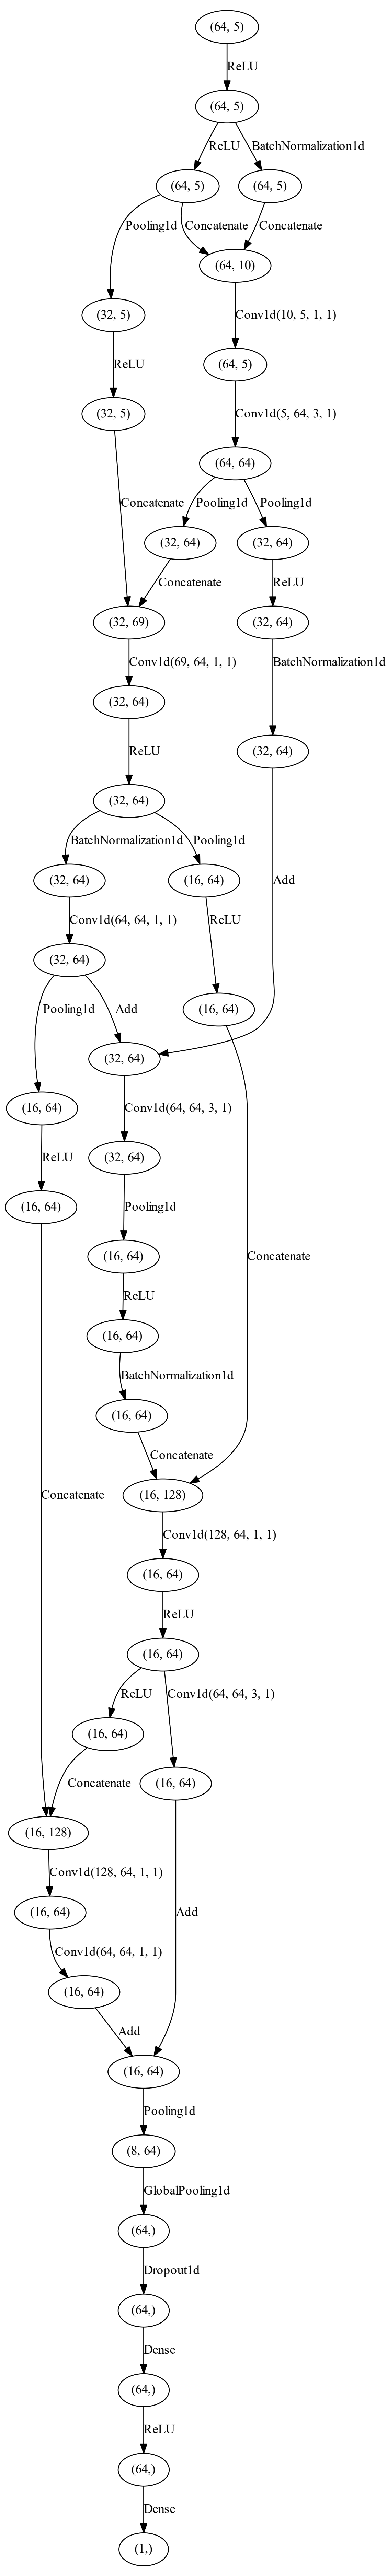 (64, 5)
ReLU
(64, 5)
ReLU
BatchNormalization1d
(64, 5)
(64, 5)
Pooling1d
Concatenate
Concatenate
(64, 10)
(32, 5)
Conv1d(10, 5, 1, 1)
ReLU
(64, 5)
(32, 5)
Conv1d(5, 64, 3, 1)
(64, 64)
Concatenate
Pooling1d
Pooling1d
(32, 64)
(32, 64)
Concatenate
ReLU
(32, 69)
(32, 64)
Conv1d(69, 64, 1, 1)
BatchNormalization1d
(32, 64)
ReLU
(32, 64)
(32, 64)
BatchNormalization1d
Pooling1d
(32, 64)
(16, 64)
Add
Conv1d(64, 64, 1, 1)
ReLU
(32, 64)
Pooling1d
Add
(16, 64)
(32, 64)
(16, 64)
Conv1d(64, 64, 3, 1)
ReLU
(32, 64)
(16, 64)
Pooling1d
(16, 64)
Concatenate
ReLU
(16, 64)
BatchNormalization1d
(16, 64)
Concatenate
Concatenate
(16, 128)
Conv1d(128, 64, 1, 1)
(16, 64)
ReLU
(16, 64)
ReLU
Conv1d(64, 64, 3, 1)
(16, 64)
(16, 64)
Concatenate
(16, 128)
Conv1d(128, 64, 1, 1)
(16, 64)
Add
Conv1d(64, 64, 1, 1)
(16, 64)
Add
(16, 64)
Pooling1d
(8, 64)
GlobalPooling1d
(64,)
Dropout1d
(64,)
Dense
(64,)
ReLU
(64,)
Dense
(1,)